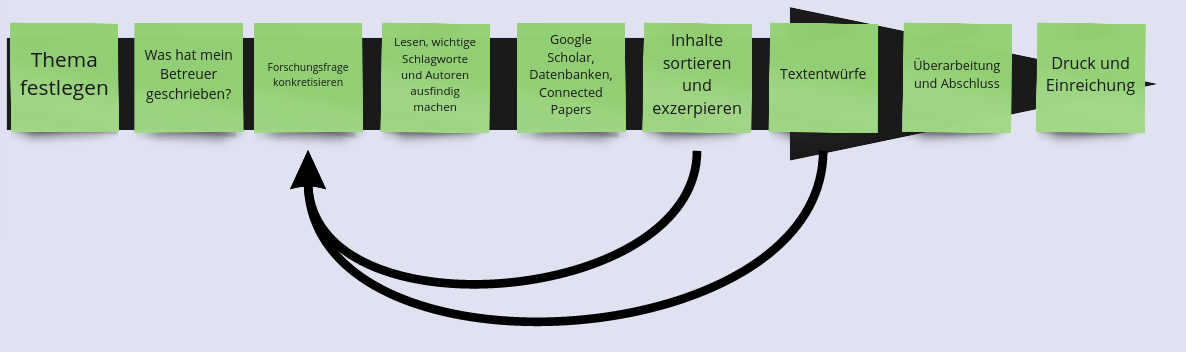 Thema
festlegen
Was hat mein
Betreuer
geschrieben?
Forschungsfrage
konkretisieren
Lesen, wichtige
Schlagworte
und Autoren
ausfindig
machen
Google
Scholar,
Datenbanken,
Connected
Papers
Inhalte
sortieren
und
exzerpieren
Textentwürfe
Überarbeitung
und Abschluss
Druck und
Einreichung